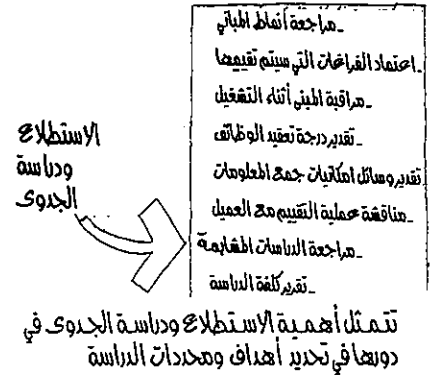 _مراجعة أنماط المباني
_اعتماد الفراغات التي سيتم تقييمها
_مراقبة المبنى أثناء التشغيل
_تقدير درجة تعقيد الوظائف
تقدير وسائل امكانيات جمع المعلومات
_مناقشة عملية التقييم مع العميل
_مراجعة الدراسات المشابهة
_تقرير كلفة الدراسة
الاستطلاع
ودراسة
الجدوى
تتمثل أهمية الاستطلاع ودراسة الجدوى في
دورها في تحديد أهداف ومحددات الدراسة